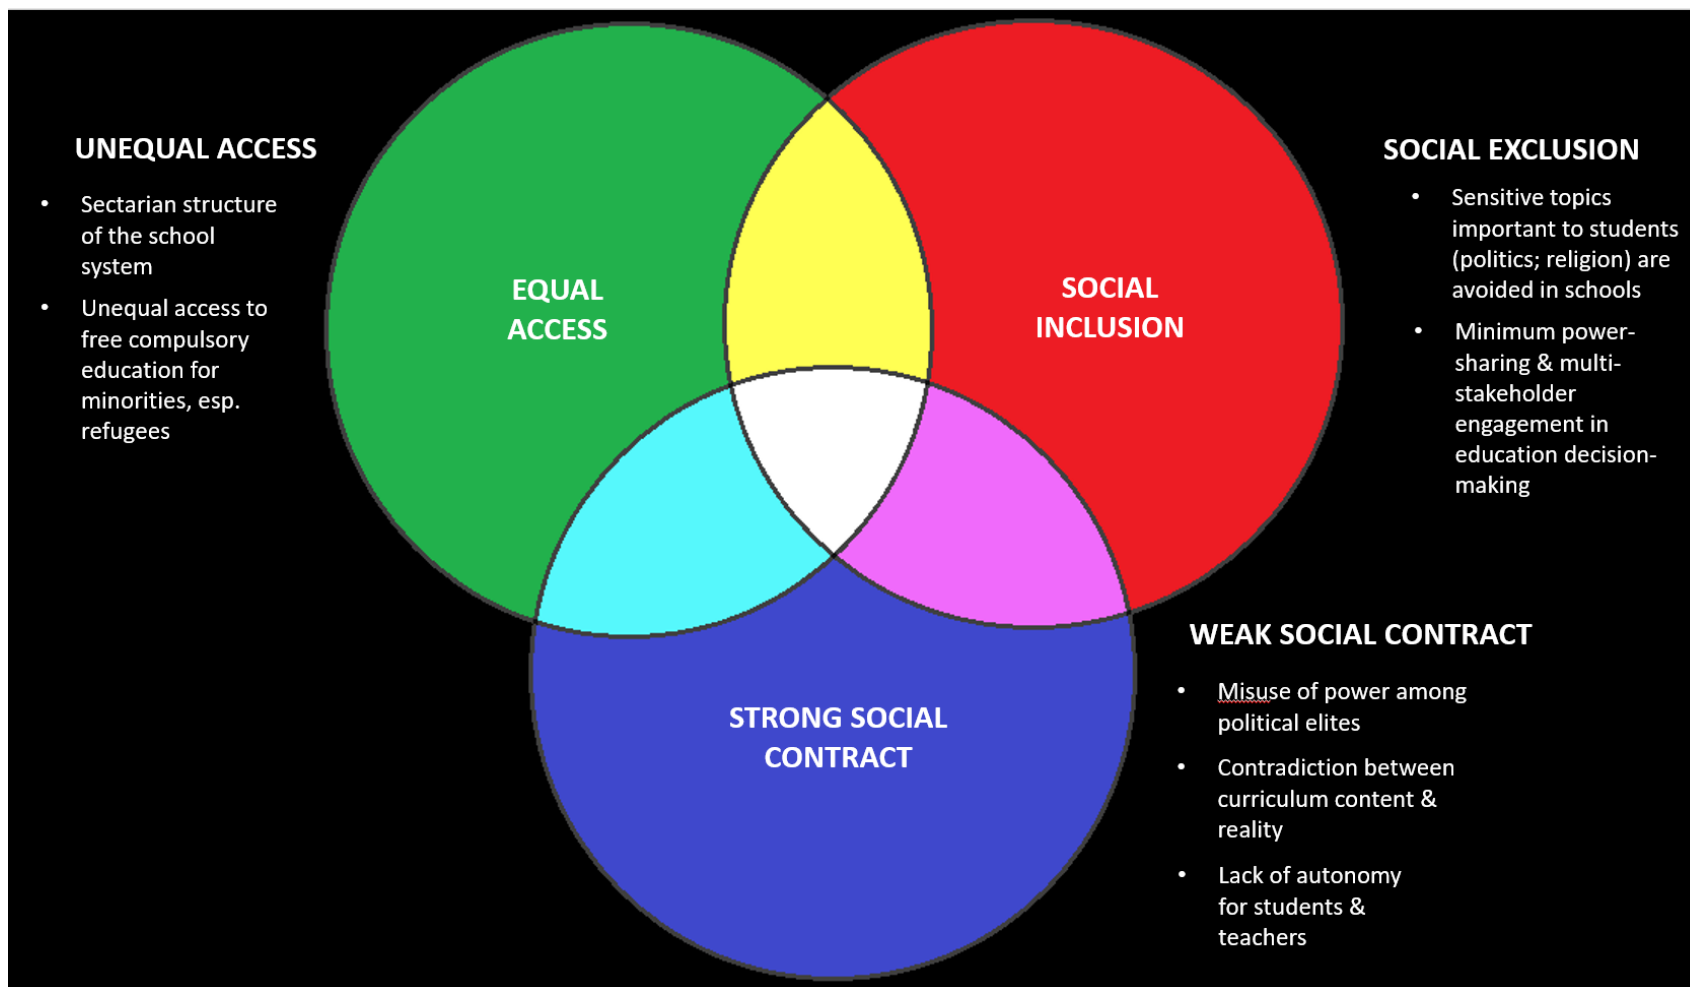 UNEQUAL ACCESS
• Sectarian structure
of the school
system
• Unequal access to
free compulsory
education for
minorities, esp.
refugees
EQUAL
ACCESS
SOCIAL
INCLUSION
SOCIAL EXCLUSION
• Sensitive topics
important to students
(politics; religion) are
avoided in schools
• Minimum power-
sharing & multi-
stakeholder
engagement in
education decision-
making
STRONG SOCIAL
CONTRACT
WEAK SOCIAL CONTRACT
• Misuse of power among
political elites
• Contradiction between
curriculum content &
reality
• Lack of autonomy
for students &
teachers